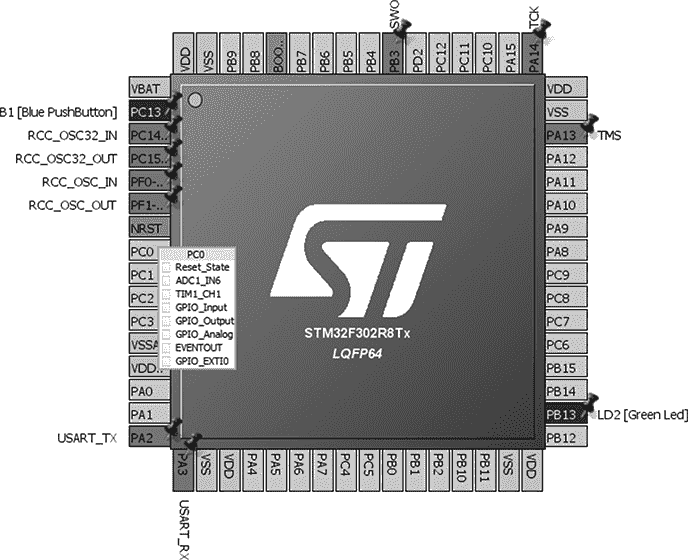 SWO
TCK
VDD
VSS
PB9
PB8
BOO..
PB7
PB6
PB5
PB4
PB3
PD2
PC12
PC11
PC10
PA15
PA14
VBAT
B1 [Blue PushButton]
PC13
RCC_OSC32_IN
PC14..
RCC_OSC32_OUT
PC15..
RCC_OSC_IN
PF0-..
RCC_OSC_OUT
PF1-..
NRST
PC0
PC1
PC2
PC3
VSSA
VDD..
PA0
PA1
USART_TX
PA2
PC0
Reset_State
ADC1_IN6
TIM1_CH1
GPIO_Input
GPIO_Output
GPIO_Analog
EVENTOUT
GPIO_EXTI0
ST
STM32F302R8Tx
LQFP64
VDD
VSS
PA13
TMS
PA12
PA11
PA10
PA9
PA8
PC9
PC8
PC7
PC6
PB15
PB14
PB13
LD2 [Green Led]
PB12
PA3
VSS
VDD
PA4
PA5
PA6
PA7
PC4
PC5
PB0
PB1
PB2
PB10
PB11
VSS
VDD
USART_RX